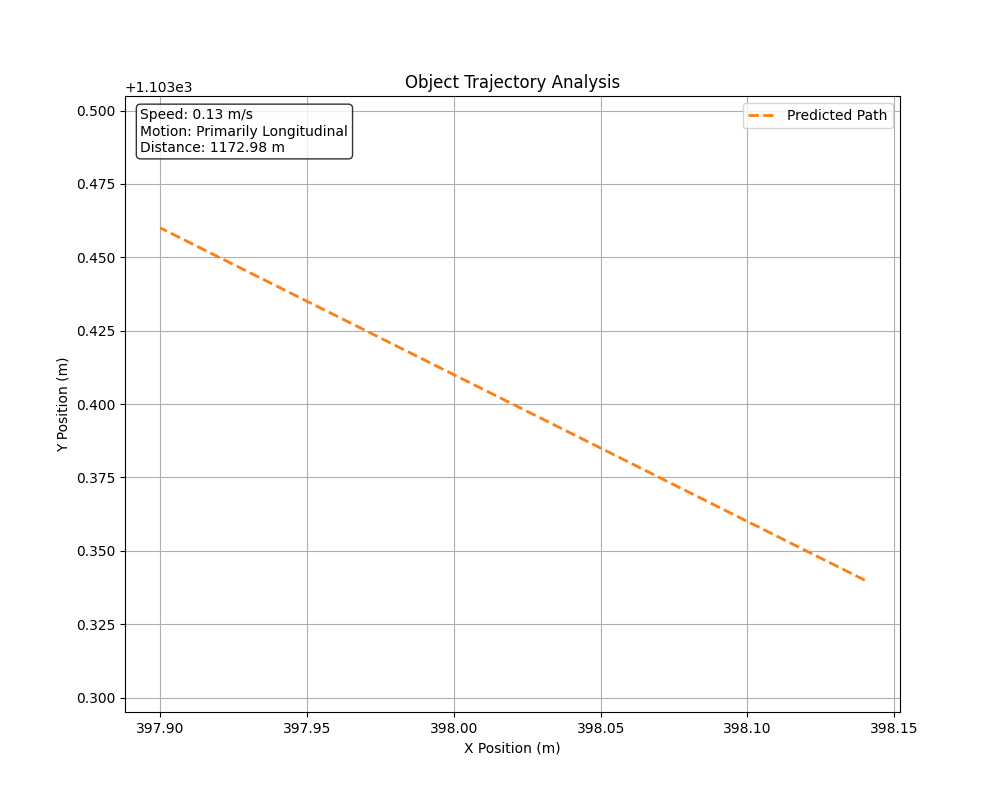 Object Trajectory Analysis
+1.103e3
Speed: 0.13 m/s
Motion: Primarily Longitudinal
Distance: 1172.98 m
Predicted Path
0.500
0.475
0.450
0.425
0.400
0.375
0.350
0.325
0.300
Y Position (m)
397.90
397.95
398.00
398.05
398.10
398.15
X Position (m)